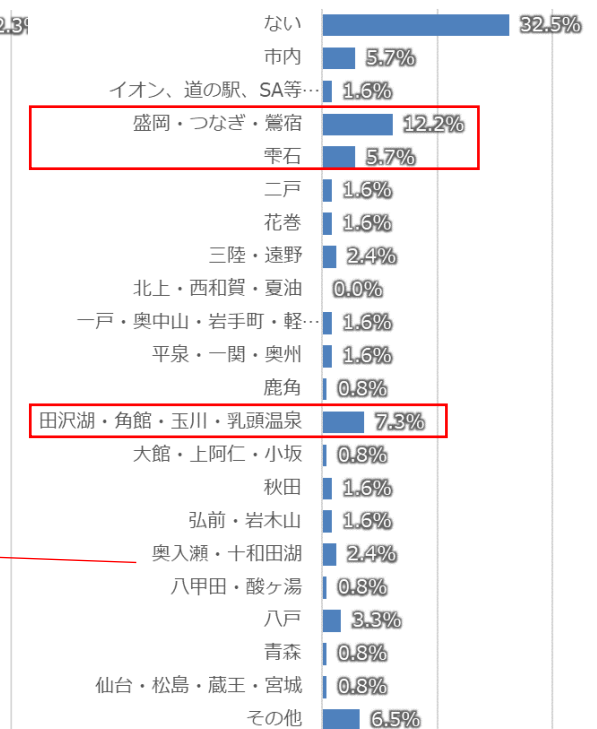 2.3%
ない 32.5%
市内 5.7%
イオン、道の駅、SA等… 1.6%
盛岡・つなぎ・鶯宿 12.2%
雫石 5.7%
二戸 1.6%
花巻 1.6%
三陸・遠野 2.4%
北上・西和賀・夏油 0.0%
一戸・奥中山・岩手町・軽… 1.6%
平泉・一関・奥州 1.6%
鹿角 0.8%
田沢湖・角館・玉川・乳頭温泉 7.3%
大館・上阿仁・小坂 0.8%
秋田 1.6%
弘前・岩木山 1.6%
奥入瀬・十和田湖 2.4%
八甲田・酸ヶ湯 0.8%
八戸 3.3%
青森 0.8%
仙台・松島・蔵王・宮城 0.8%
その他 6.5%